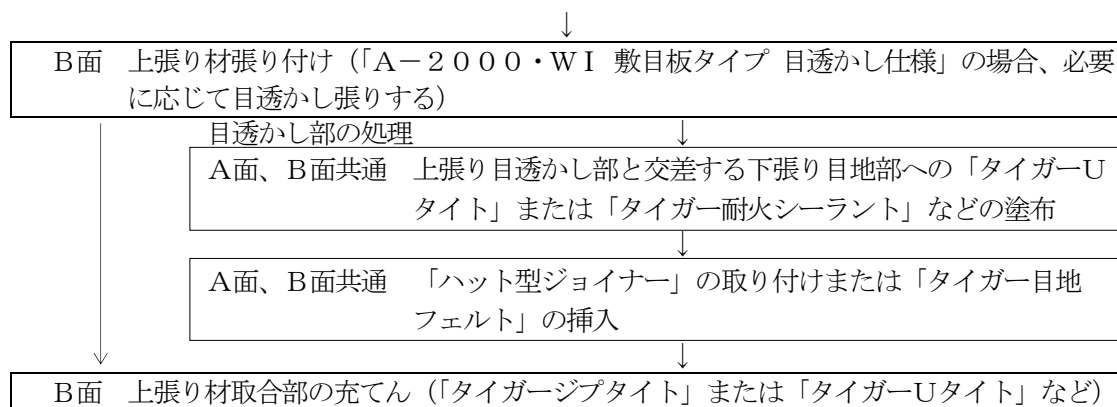 ↓
B面　上張り材張り付け（「A－2000・WI　敷目板タイプ　目透かし仕様」の場合、必要
に応じて目透かし張りする）
目透かし部の処理　↓
A面、B面共通　上張り目透かし部と交差する下張り目地部への「タイガーU
タイト」または「タイガー耐火シーラント」などの塗布
↓
A面、B面共通　「ハット型ジョイナー」の取り付けまたは「タイガー目地
フェルト」の挿入
↓
B面　上張り材取合部の充てん（「タイガージプタイト」または「タイガーUタイト」など）